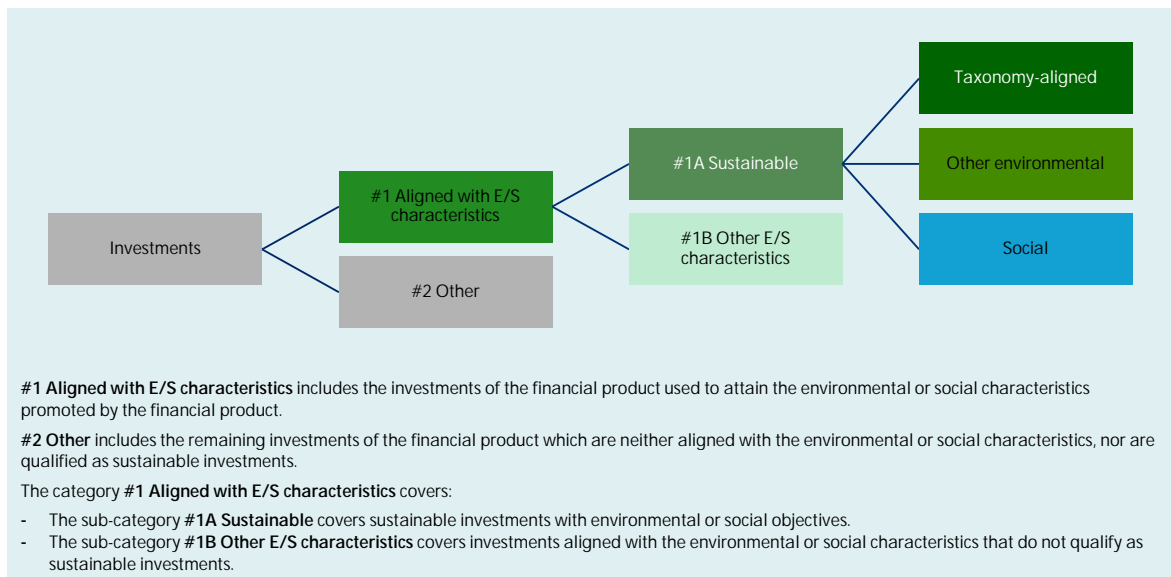 Taxonomy-aligned
#1A Sustainable
Other environmental
#1 Aligned with E/S
characteristics
Investments
#1B Other E/S
characteristics
Social
#2 Other
#1 Aligned with E/S characteristics includes the investments of the financial product used to attain the environmental or social characteristics
promoted by the financial product.
#2 Other includes the remaining investments of the financial product which are neither aligned with the environmental or social characteristics, nor are
qualified as sustainable investments.
The category #1 Aligned with E/S characteristics covers:
- The sub-category #1A Sustainable covers sustainable investments with environmental or social objectives.
- The sub-category #1B Other E/S characteristics covers investments aligned with the environmental or social characteristics that do not qualify as
sustainable investments.